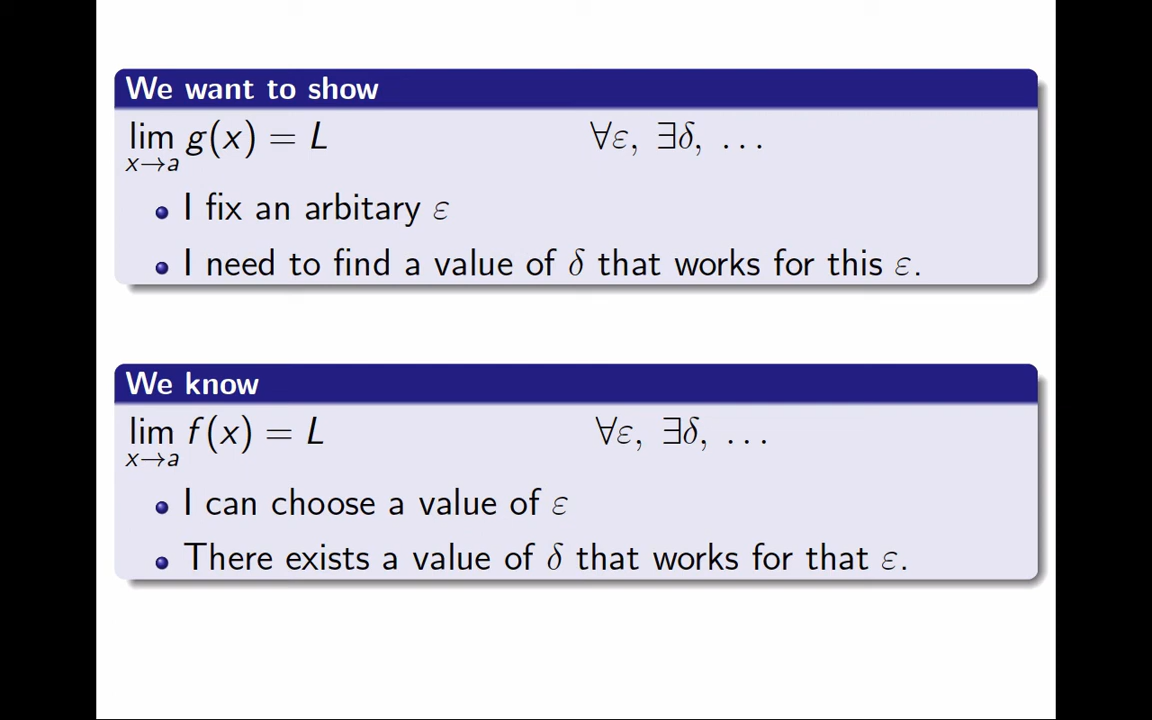 We want to show
lim x→a g(x) = L ∀ε, ∃δ, ...
I fix an arbitary ε
I need to find a value of δ that works for this ε.
We know
lim x→a f(x) = L ∀ε, ∃δ, ...
I can choose a value of ε
There exists a value of δ that works for that ε.